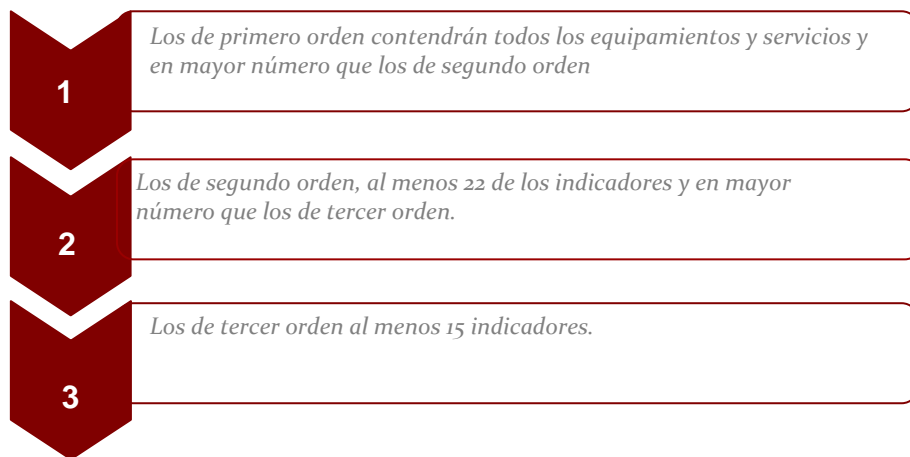 1
Los de primero orden contendrán todos los equipamientos y servicios y
en mayor número que los de segundo orden
2
Los de segundo orden, al menos 22 de los indicadores y en mayor
número que los de tercer orden.
3
Los de tercer orden al menos 15 indicadores.